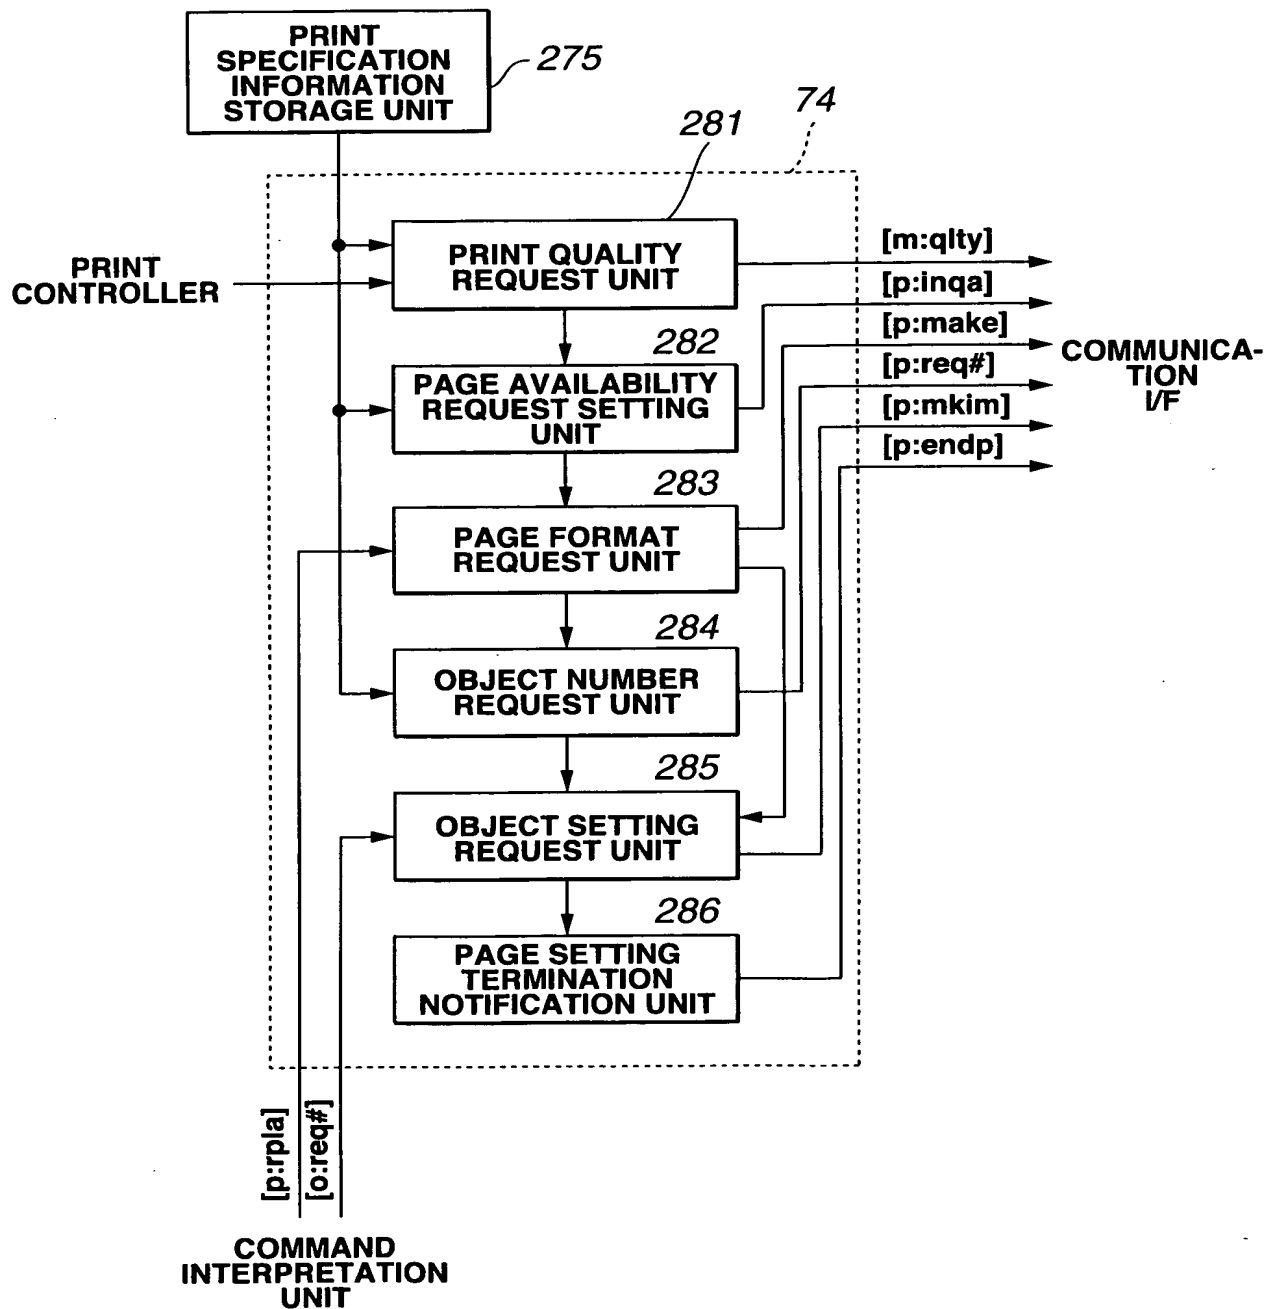 PRINT
SPECIFICATION
INFORMATION
STORAGE UNIT
275
74
281
PRINT QUALITY
REQUEST UNIT
PRINT
CONTROLLER
[m:qlty]
[p:inqa]
[p:make]
[p:req#]
[p:mkim]
[p:endp]
COMMUNICA-
TION
I/F
282
PAGE AVAILABILITY
REQUEST SETTING
UNIT
283
PAGE FORMAT
REQUEST UNIT
284
OBJECT NUMBER
REQUEST UNIT
285
OBJECT SETTING
REQUEST UNIT
286
PAGE SETTING
TERMINATION
NOTIFICATION UNIT
[p:rpla]
[o:req#]
COMMAND
INTERPRETATION
UNIT